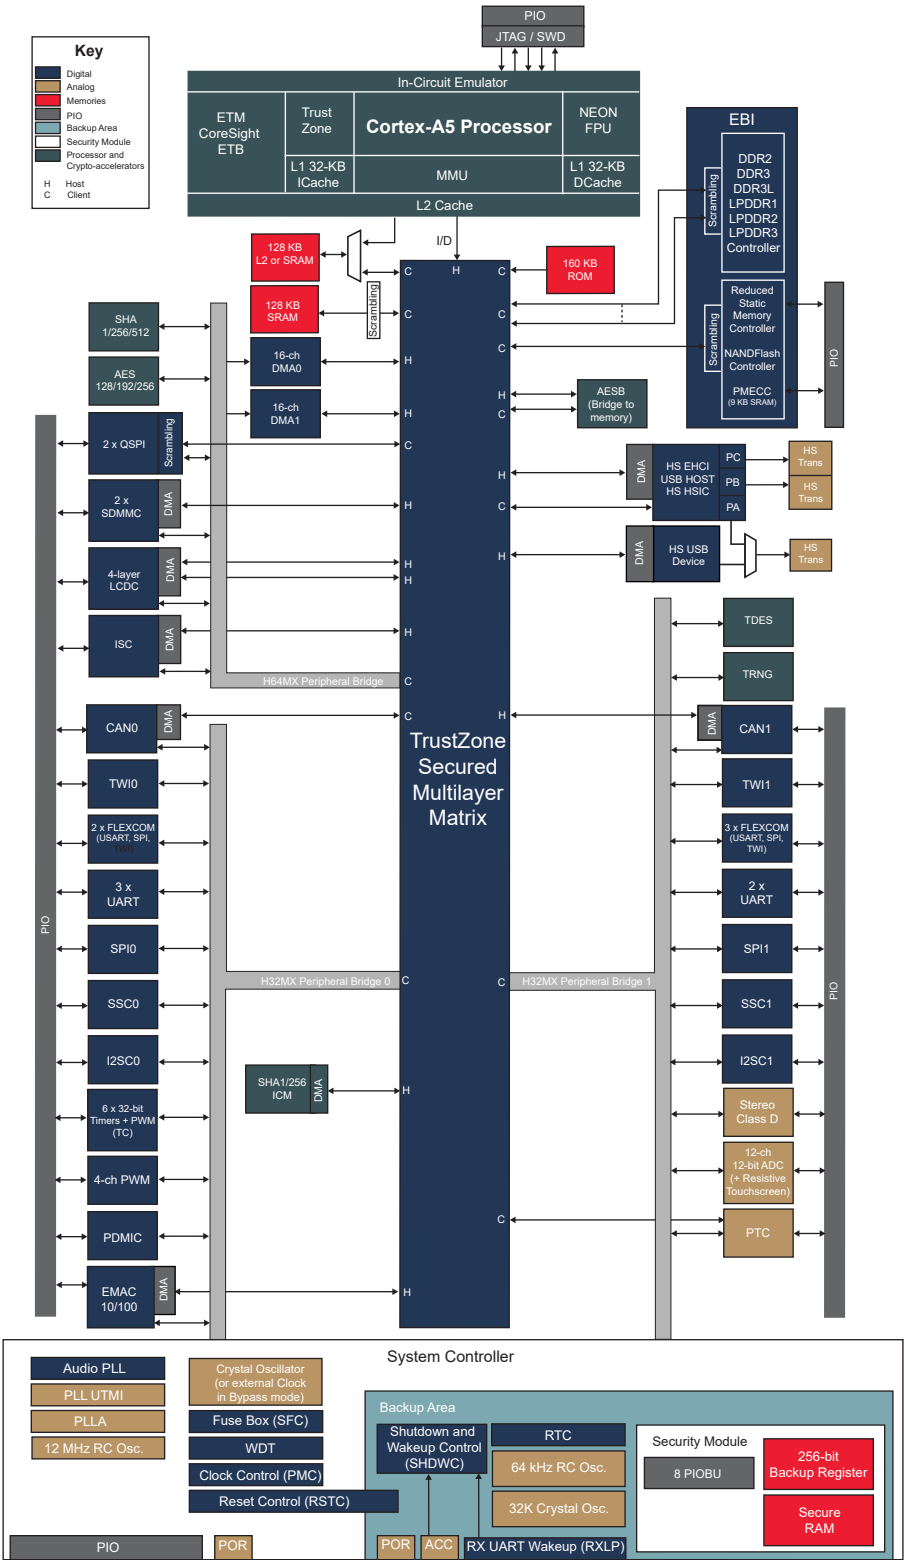 PIO
JTAG / SWD
Key
Digital
Analog
Memories
PIO
Backup Area
Security Module
Processor and
Crypto-accelerators
H Host
C Client
In-Circuit Emulator
ETM
CoreSight
ETB
Trust
Zone
Cortex-A5 Processor
NEON
FPU
L1 32-KB
ICache
MMU
L1 32-KB
DCache
L2 Cache
I/D
EBI
Scrambling
DDR2
DDR3
DDR3L
LPDDR1
LPDDR2
LPDDR3
Controller
Scrambling
Reduced
Static
Memory
Controller
NANDFlash
Controller
PMECC
(9 KB SRAM)
PIO
128 KB
L2 or SRAM
128 KB
SRAM
Scrambling
160 KB
ROM
H
C
C
C
C
C
H
H
C
H
C
H
C
H
H
H
H
H
C
C
H
C
C
H
C
H
SHA
1/256/512
AES
128/192/256
16-ch
DMA0
16-ch
DMA1
AESB
(Bridge to
memory)
2 x QSPI
Scrambling
2 x
SDMMC
DMA
4-layer
LCDC
DMA
ISC
DMA
H64MX Peripheral Bridge
DMA
HS EHCI
USB HOST
HS HSIC
PC
PB
PA
HS
Trans
HS
Trans
DMA
HS USB
Device
HS
Trans
TrustZone
Secured
Multilayer
Matrix
PIO
CAN0
DMA
TWI0
2 x FLEXCOM
(USART, SPI,
TWI)
3 x
UART
SPI0
SSC0
I2SC0
6 x 32-bit
Timers + PWM
(TC)
4-ch PWM
PDMIC
EMAC
10/100
DMA
H32MX Peripheral Bridge 0
SHA1/256
ICM
DMA
H32MX Peripheral Bridge 1
TDES
TRNG
DMA
CAN1
TWI1
3 x FLEXCOM
(USART, SPI,
TWI)
2 x
UART
SPI1
SSC1
I2SC1
Stereo
Class D
12-ch
12-bit ADC
(+ Resistive
Touchscreen)
PTC
PIO
System Controller
Audio PLL
PLL UTMI
PLLA
12 MHz RC Osc.
Crystal Oscillator
(or external Clock
in Bypass mode)
Fuse Box (SFC)
WDT
Clock Control (PMC)
Reset Control (RSTC)
PIO
POR
Backup Area
Shutdown and
Wakeup Control
(SHDWC)
RTC
64 kHz RC Osc.
32K Crystal Osc.
POR
ACC
RX UART Wakeup (RXLP)
Security Module
8 PIOBU
256-bit
Backup Register
Secure
RAM